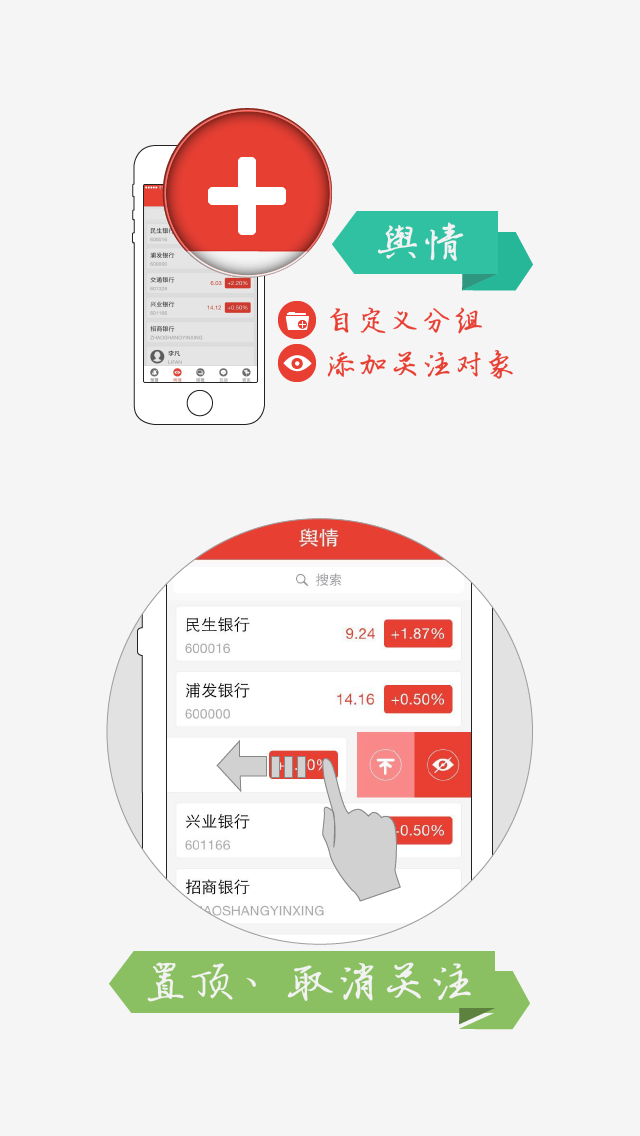 民生银行
600016
浦发银行
600000
交通银行
601328
6.03 +2.20%
兴业银行
601166
14.12 +0.50%
招商银行
ZHAOSHANGYINXING
李凡
LIFAN
舆情
自定义分组
添加关注对象
舆情
搜索
民生银行
600016
9.24 +1.87%
浦发银行
600000
14.16 +0.50%
兴业银行
601166
0.50%
招商银行
HAOSHANGYINXING
置顶、取消关注